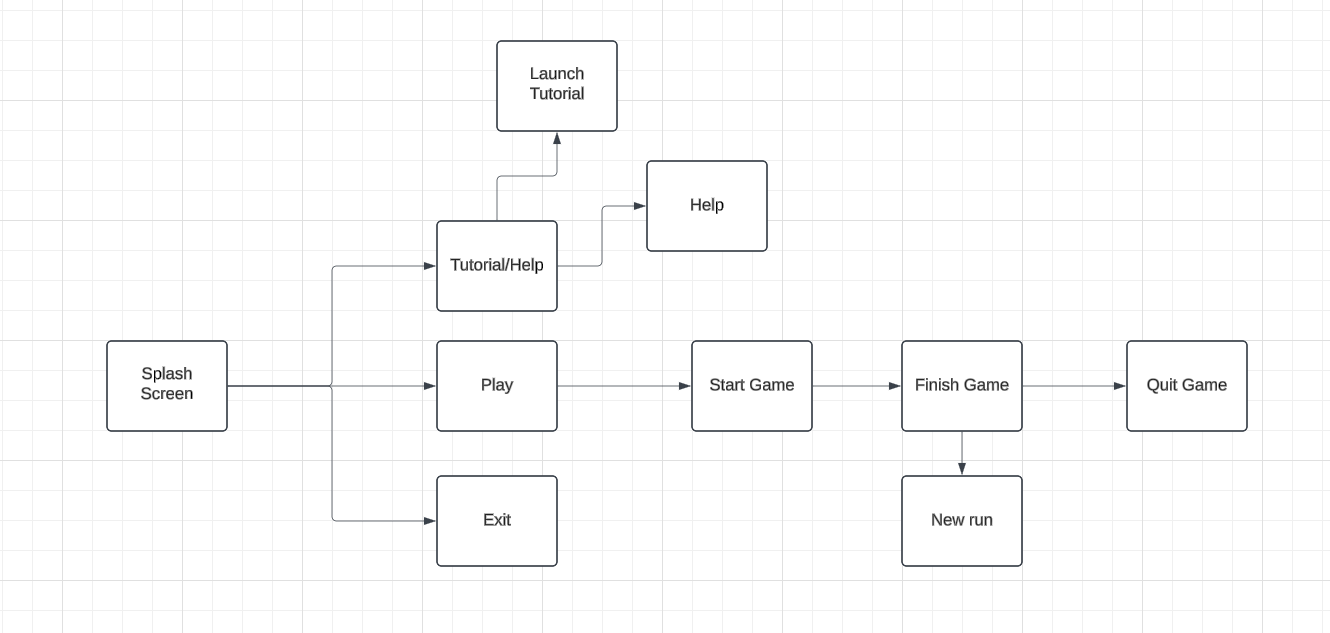 Launch
Tutorial
Help
Tutorial/Help
Splash
Screen
Play
Start Game
Finish Game
Quit Game
Exit
New run